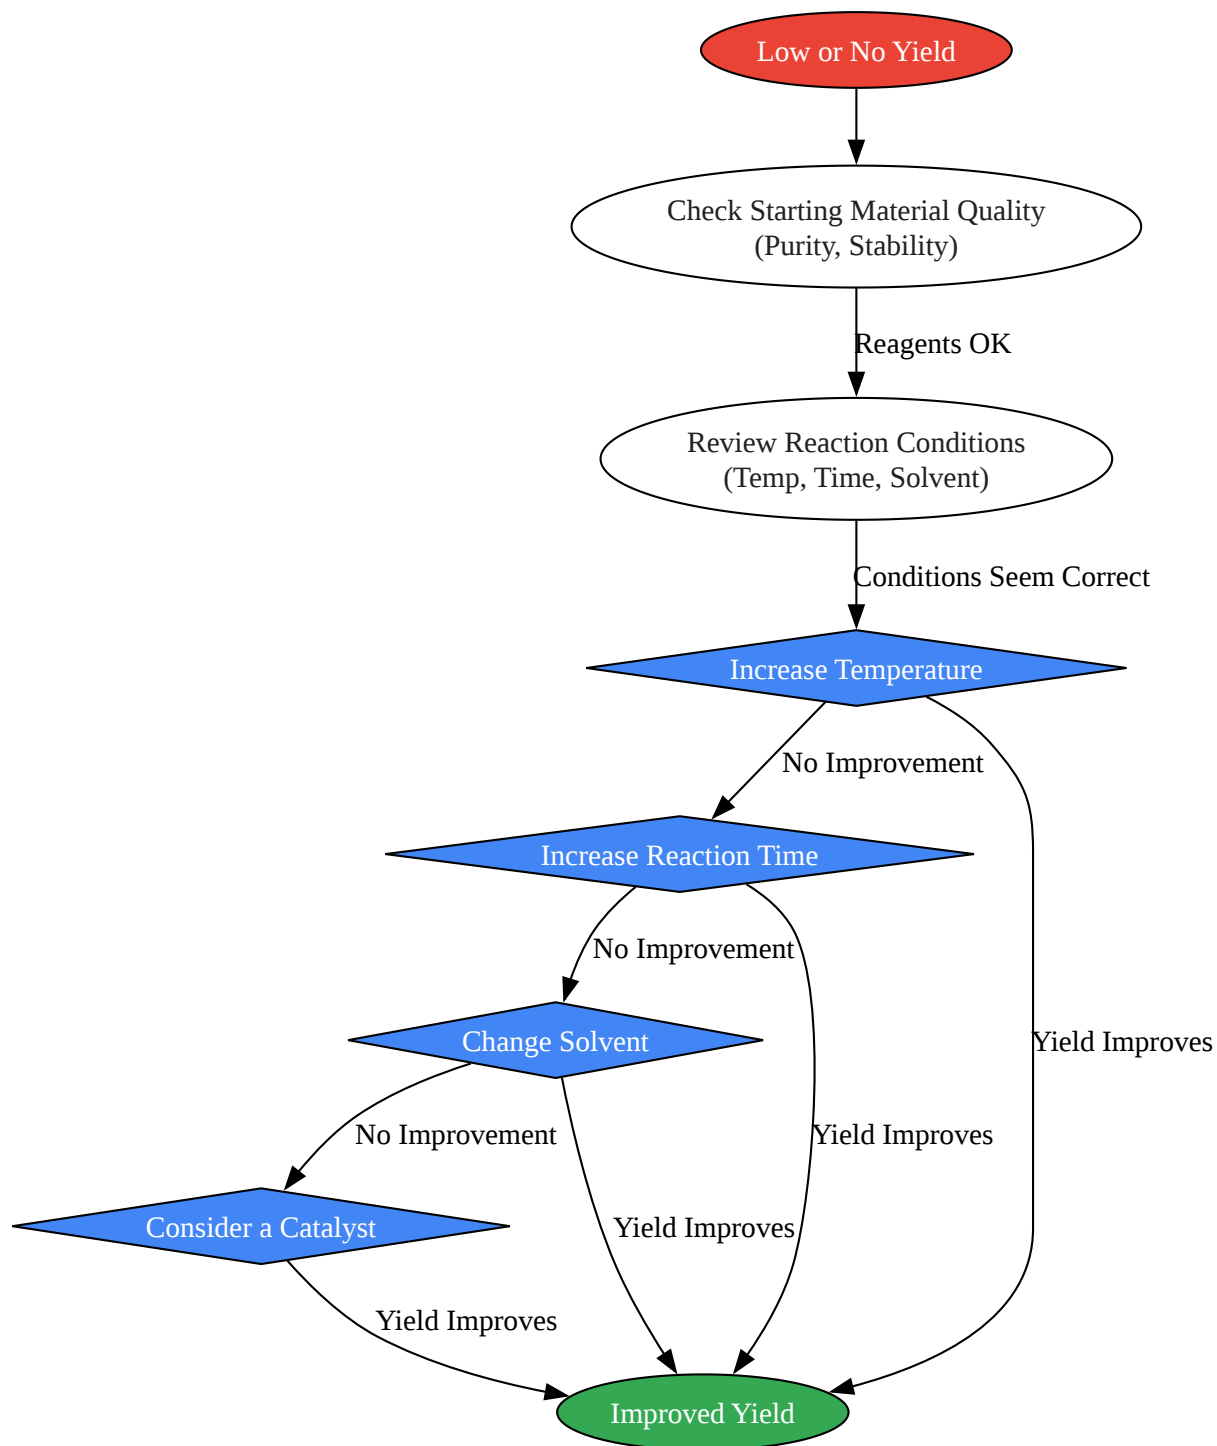 Low or No Yield
Check Starting Material Quality
(Purity, Stability)
Reagents OK
Review Reaction Conditions
(Temp, Time, Solvent)
Conditions Seem Correct
Increase Temperature
No Improvement
Increase Reaction Time
No Improvement
Change Solvent
Yield Improves
No Improvement
Yield Improves
Consider a Catalyst
Yield Improves
Yield Improves
Improved Yield